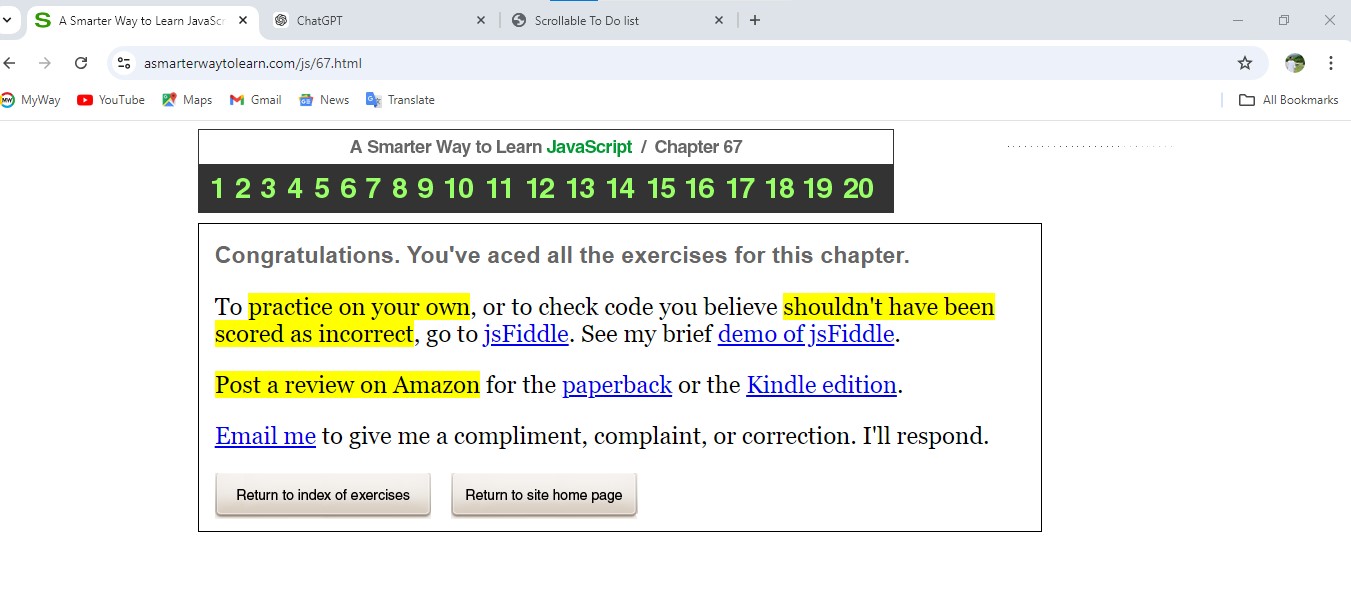 A Smarter Way to Learn JavaScr
ChatGPT
Scrollable To Do list
asmarterwaytolearn.com/js/67.html
MyWay YouTube Maps Gmail News Translate All Bookmarks
A Smarter Way to Learn JavaScript / Chapter 67
1 2 3 4 5 6 7 8 9 10 11 12 13 14 15 16 17 18 19 20
Congratulations. You've aced all the exercises for this chapter.
To practice on your own, or to check code you believe shouldn't have been
scored as incorrect, go to jsFiddle. See my brief demo of jsFiddle.
Post a review on Amazon for the paperback or the Kindle edition.
Email me to give me a compliment, complaint, or correction. I'll respond.
Return to index of exercises Return to site home page